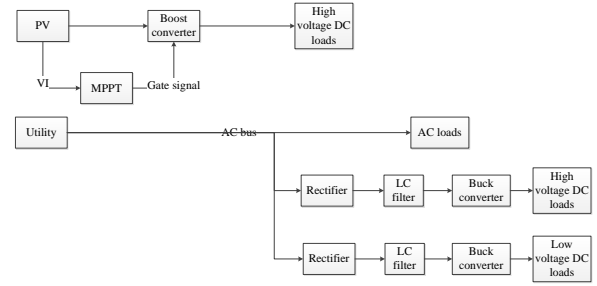 PV
Boost
converter
High
voltage DC
loads
VI
MPPT
Gate signal
Utility
AC bus
AC loads
Rectifier
LC
filter
Buck
converter
High
voltage DC
loads
Rectifier
LC
filter
Buck
converter
Low
voltage DC
loads